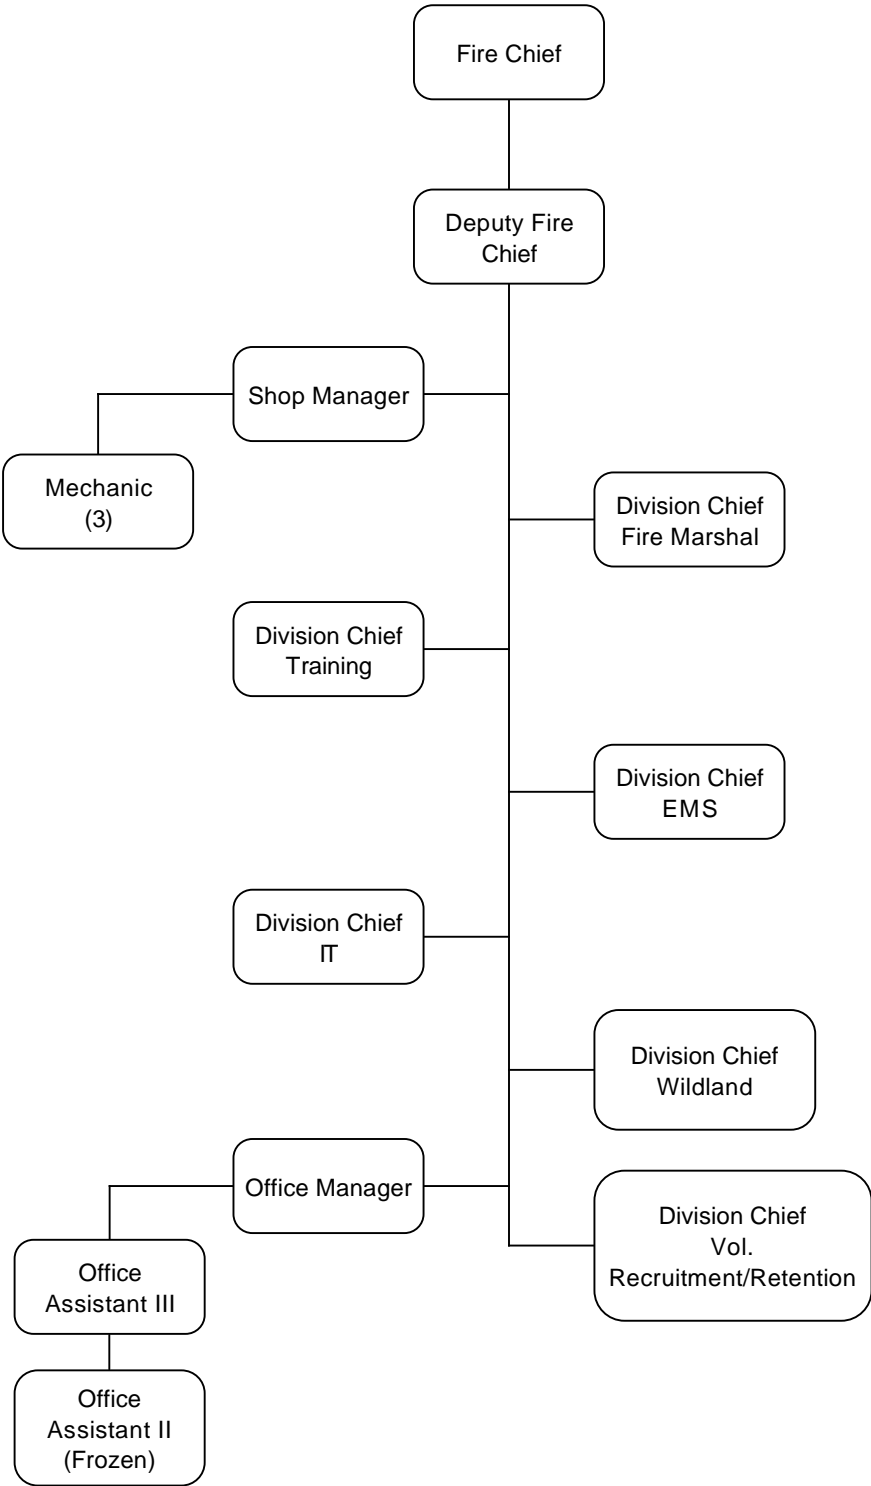 Fire Chief
Deputy Fire
Chief
Shop Manager
Mechanic
(3)
Division Chief
Fire Marshal
Division Chief
Training
Division Chief
EMS
Division Chief
IT
Division Chief
Wildland
Office Manager
Division Chief
Vol.
Recruitment/Retention
Office
Assistant III
Office
Assistant II
(Frozen)